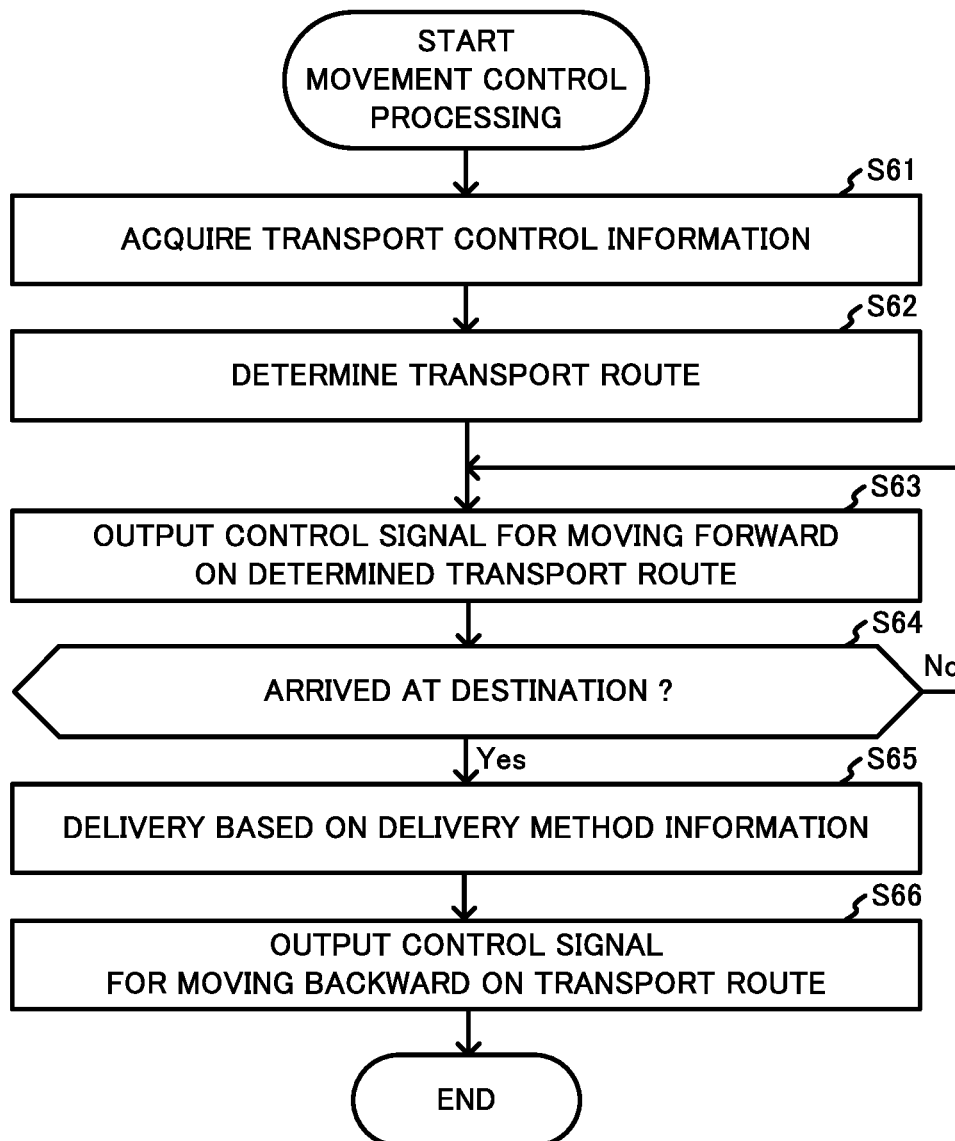 START
MOVEMENT CONTROL
PROCESSING
S61
ACQUIRE TRANSPORT CONTROL INFORMATION
S62
DETERMINE TRANSPORT ROUTE
S63
OUTPUT CONTROL SIGNAL FOR MOVING FORWARD
ON DETERMINED TRANSPORT ROUTE
S64
ARRIVED AT DESTINATION ?
No
Yes
S65
DELIVERY BASED ON DELIVERY METHOD INFORMATION
S66
OUTPUT CONTROL SIGNAL
FOR MOVING BACKWARD ON TRANSPORT ROUTE
END